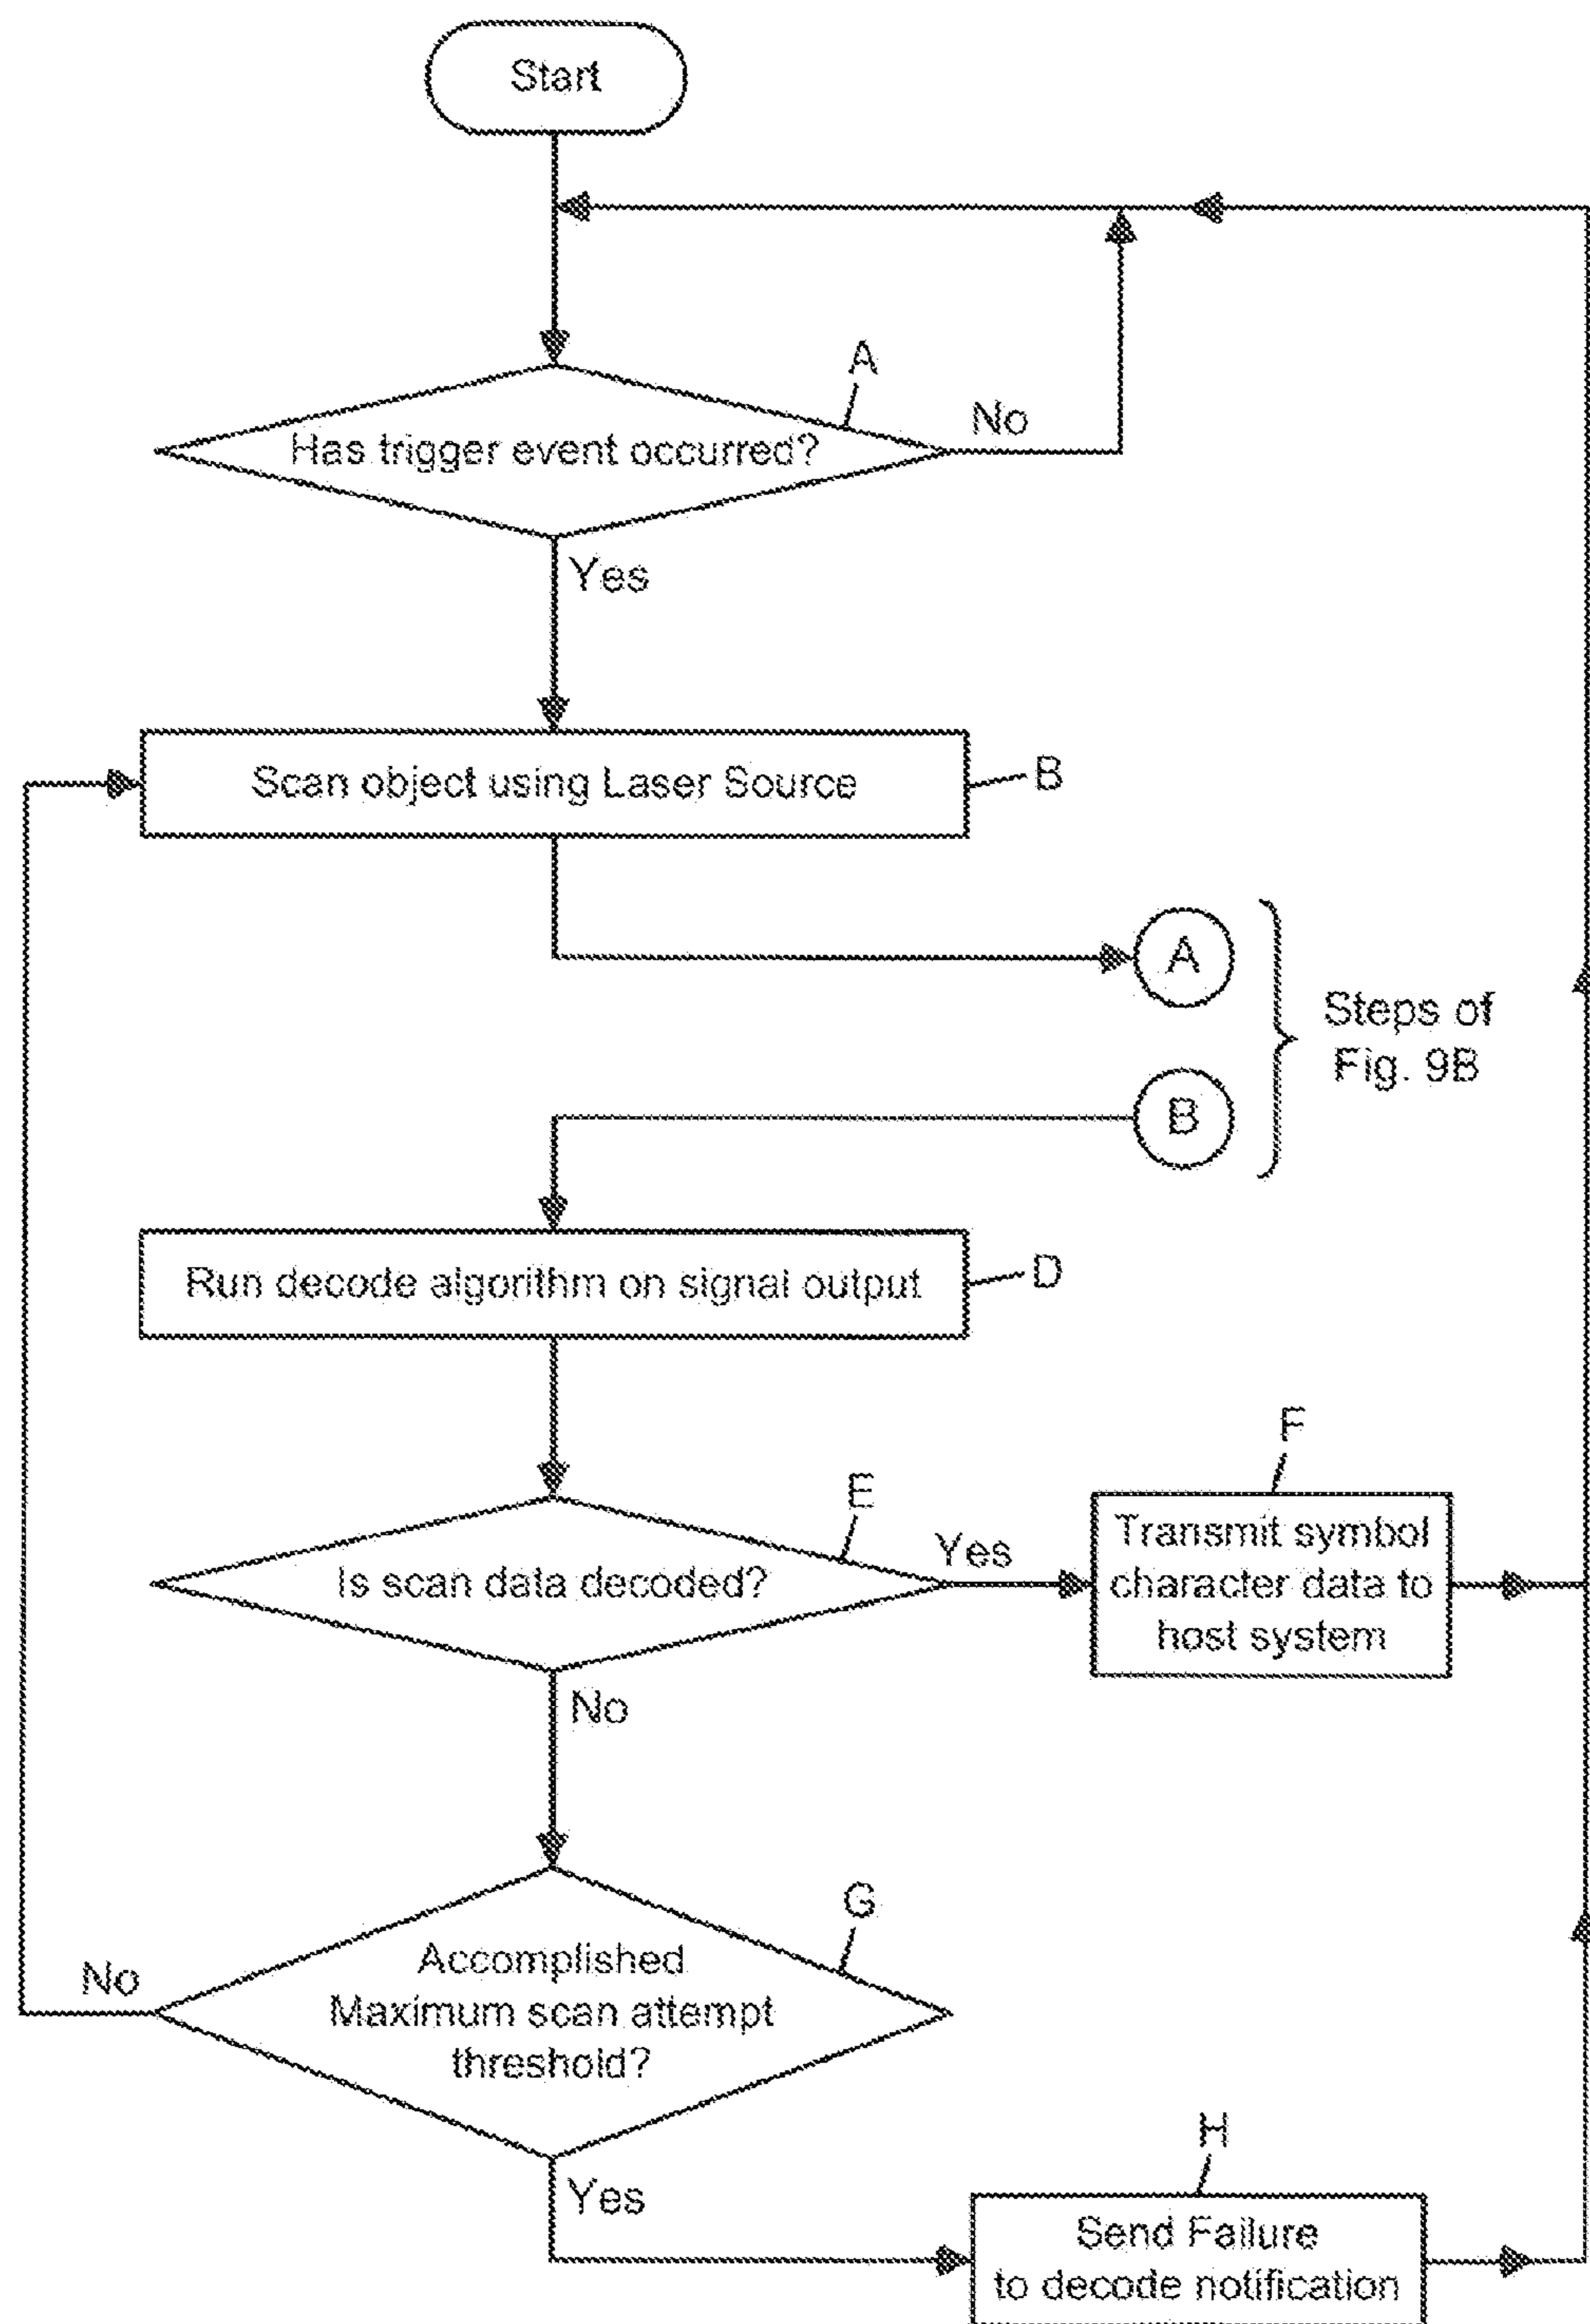 Start
A
Has trigger event occurred?
No
Yes
Scan object using Laser Source
B
A
Steps of
Fig. 9B
B
Run decode algorithm on signal output
D
E
Is scan data decoded?
Yes
F
Transmit symbol
character data to
host system
No
G
Accomplished
Maximum scan attempt
threshold?
No
Yes
H
Send Failure
to decode notification